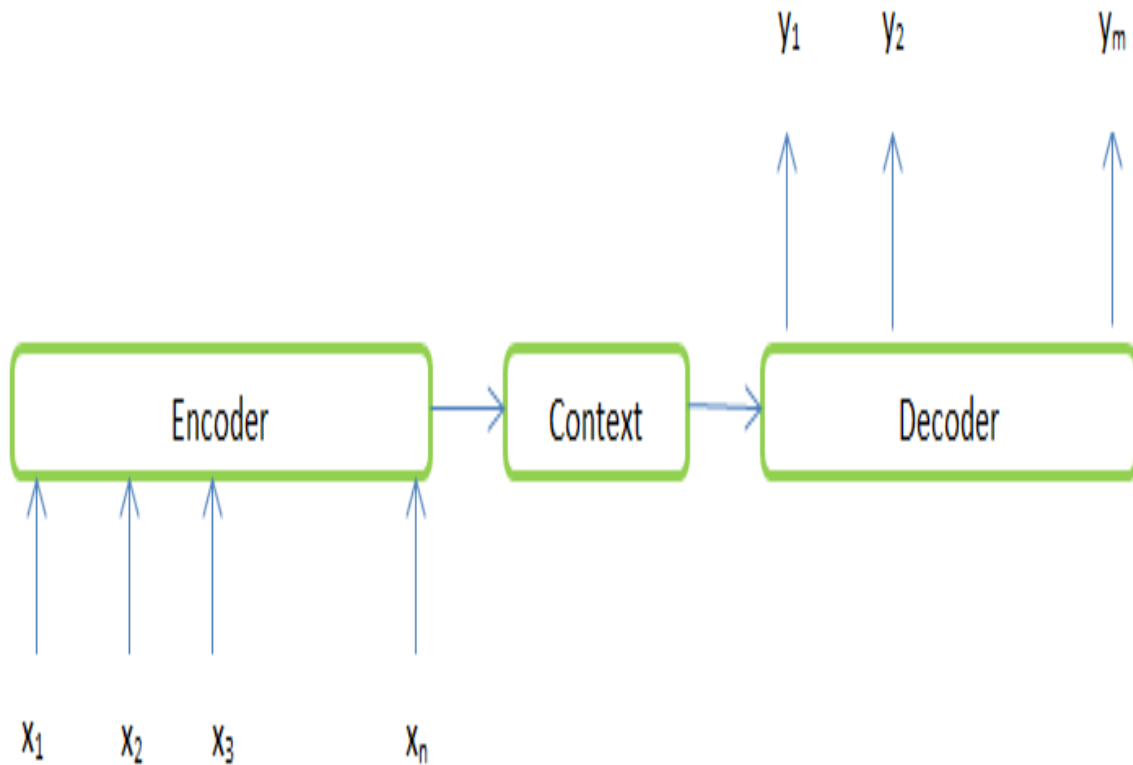 y₁ y₂ yₘ
Encoder Context Decoder
x₁ x₂ x₃ xₙ